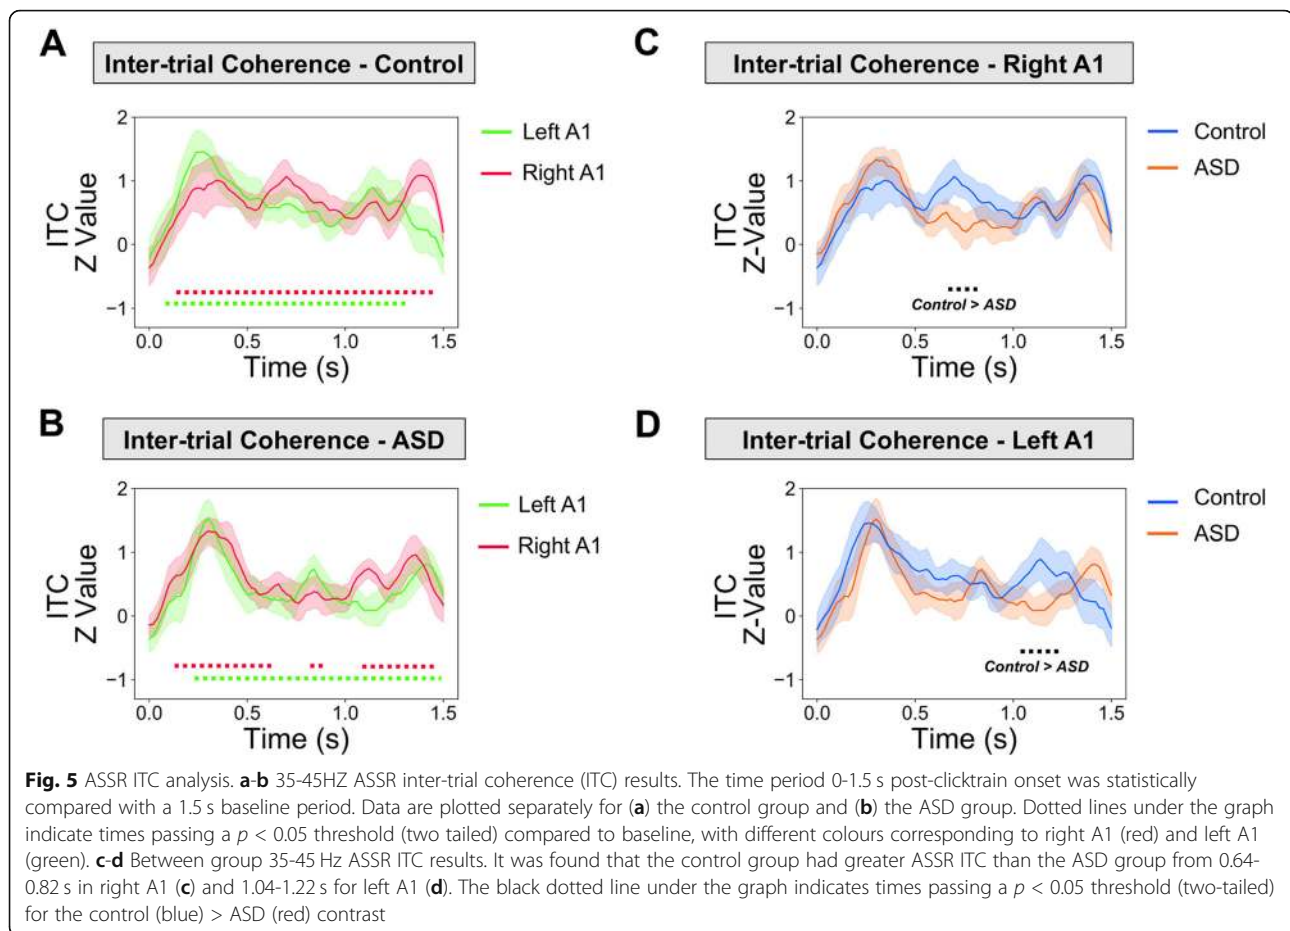 A
Inter-trial Coherence - Control
2
1
0
−1
ITC
Z Value
0.0
0.5
1.0
1.5
Time (s)
Left A1
Right A1
C
Inter-trial Coherence - Right A1
2
1
0
−1
ITC
Z-Value
Control > ASD
0.0
0.5
1.0
1.5
Time (s)
Control
ASD
B
Inter-trial Coherence - ASD
2
1
0
−1
ITC
Z Value
0.0
0.5
1.0
1.5
Time (s)
Left A1
Right A1
D
Inter-trial Coherence - Left A1
2
1
0
−1
ITC
Z-Value
Control > ASD
0.0
0.5
1.0
1.5
Time (s)
Control
ASD
Fig. 5 ASSR ITC analysis. a-b 35-45HZ ASSR inter-trial coherence (ITC) results. The time period 0-1.5 s post-clicktrain onset was statistically
compared with a 1.5 s baseline period. Data are plotted separately for (a) the control group and (b) the ASD group. Dotted lines under the graph
indicate times passing a p < 0.05 threshold (two tailed) compared to baseline, with different colours corresponding to right A1 (red) and left A1
(green). c-d Between group 35-45 Hz ASSR ITC results. It was found that the control group had greater ASSR ITC than the ASD group from 0.64-
0.82 s in right A1 (c) and 1.04-1.22 s for left A1 (d). The black dotted line under the graph indicates times passing a p < 0.05 threshold (two-tailed)
for the control (blue) > ASD (red) contrast